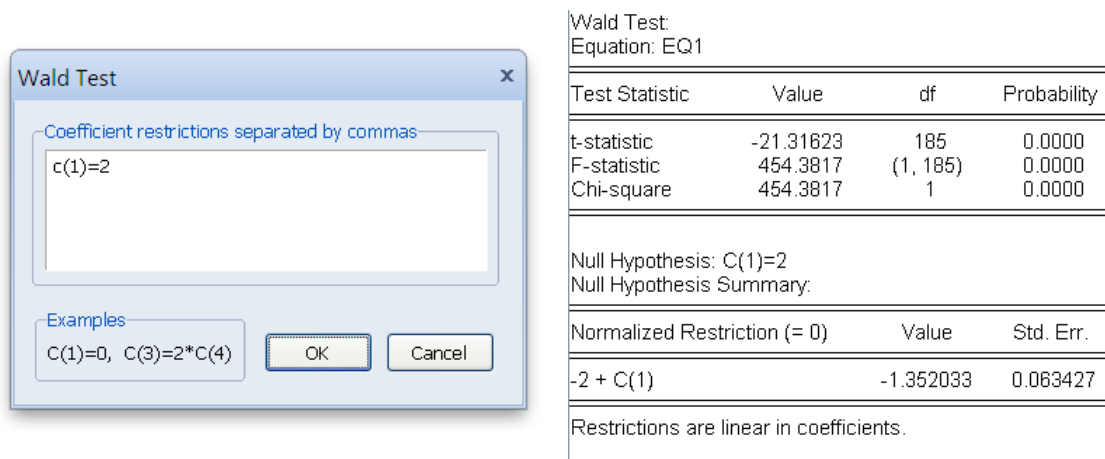 Wald Test
x
Coefficient restrictions separated by commas
c(1)=2
Examples
C(1)=0, C(3)=2*C(4)
OK
Cancel
Wald Test:
Equation: EQ1
Test Statistic Value df Probability
t-statistic -21.31623 185 0.0000
F-statistic 454.3817 (1, 185) 0.0000
Chi-square 454.3817 1 0.0000
Null Hypothesis: C(1)=2
Null Hypothesis Summary:
Normalized Restriction (= 0) Value Std. Err.
-2 + C(1) -1.352033 0.063427
Restrictions are linear in coefficients.